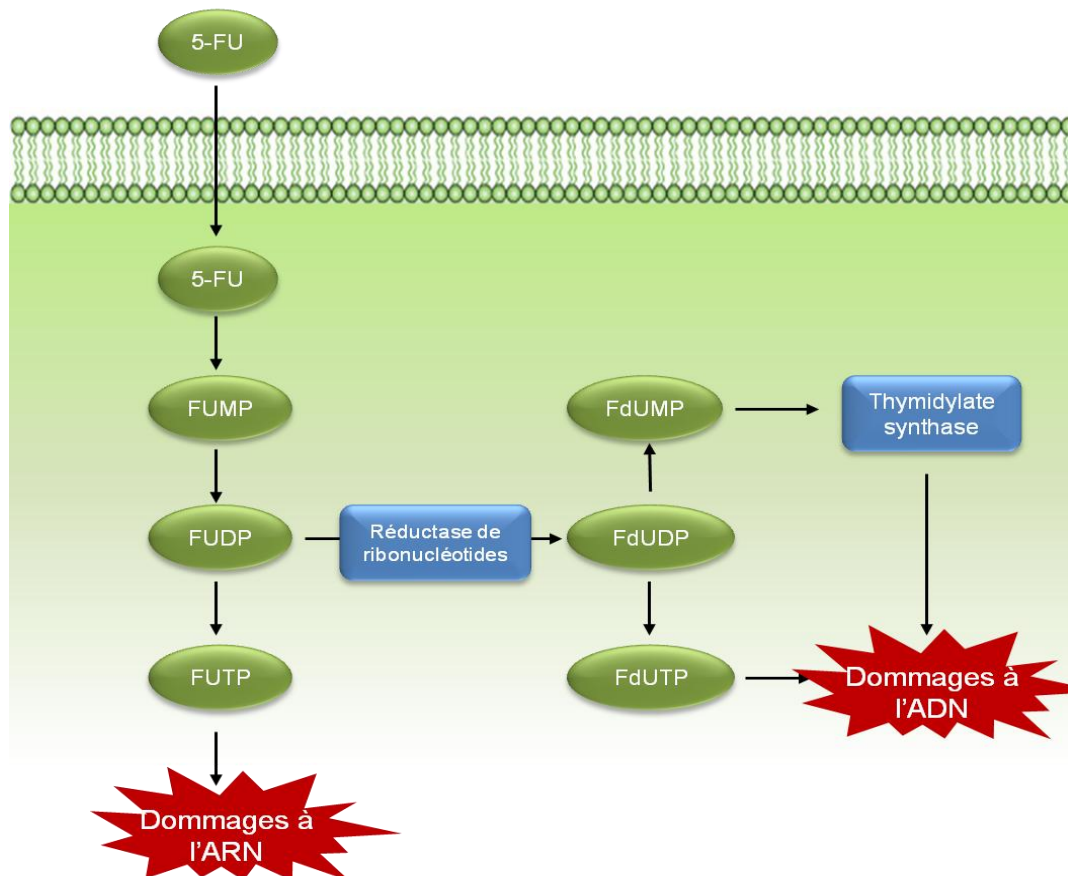 5-FU
5-FU
FUMP
FdUMP
Thymidylate
synthase
FUDP
Réductase de
ribonucléotides
FdUDP
FUTP
FdUTP
Dommages à
l'ADN
Dommages à
l'ARN